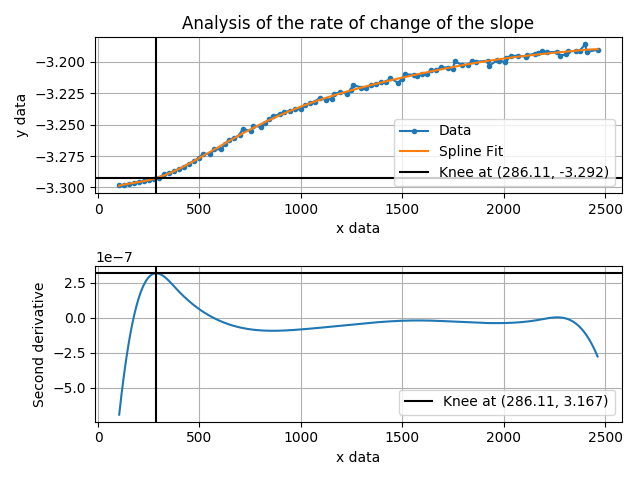 Analysis of the rate of change of the slope
−3.200
−3.225
−3.250
−3.275
−3.300
y data
Data
Spline Fit
Knee at (286.11, -3.292)
0 500 1000 1500 2000 2500
x data
1e−7
2.5
0.0
−2.5
−5.0
Second derivative
Knee at (286.11, 3.167)
0 500 1000 1500 2000 2500
x data